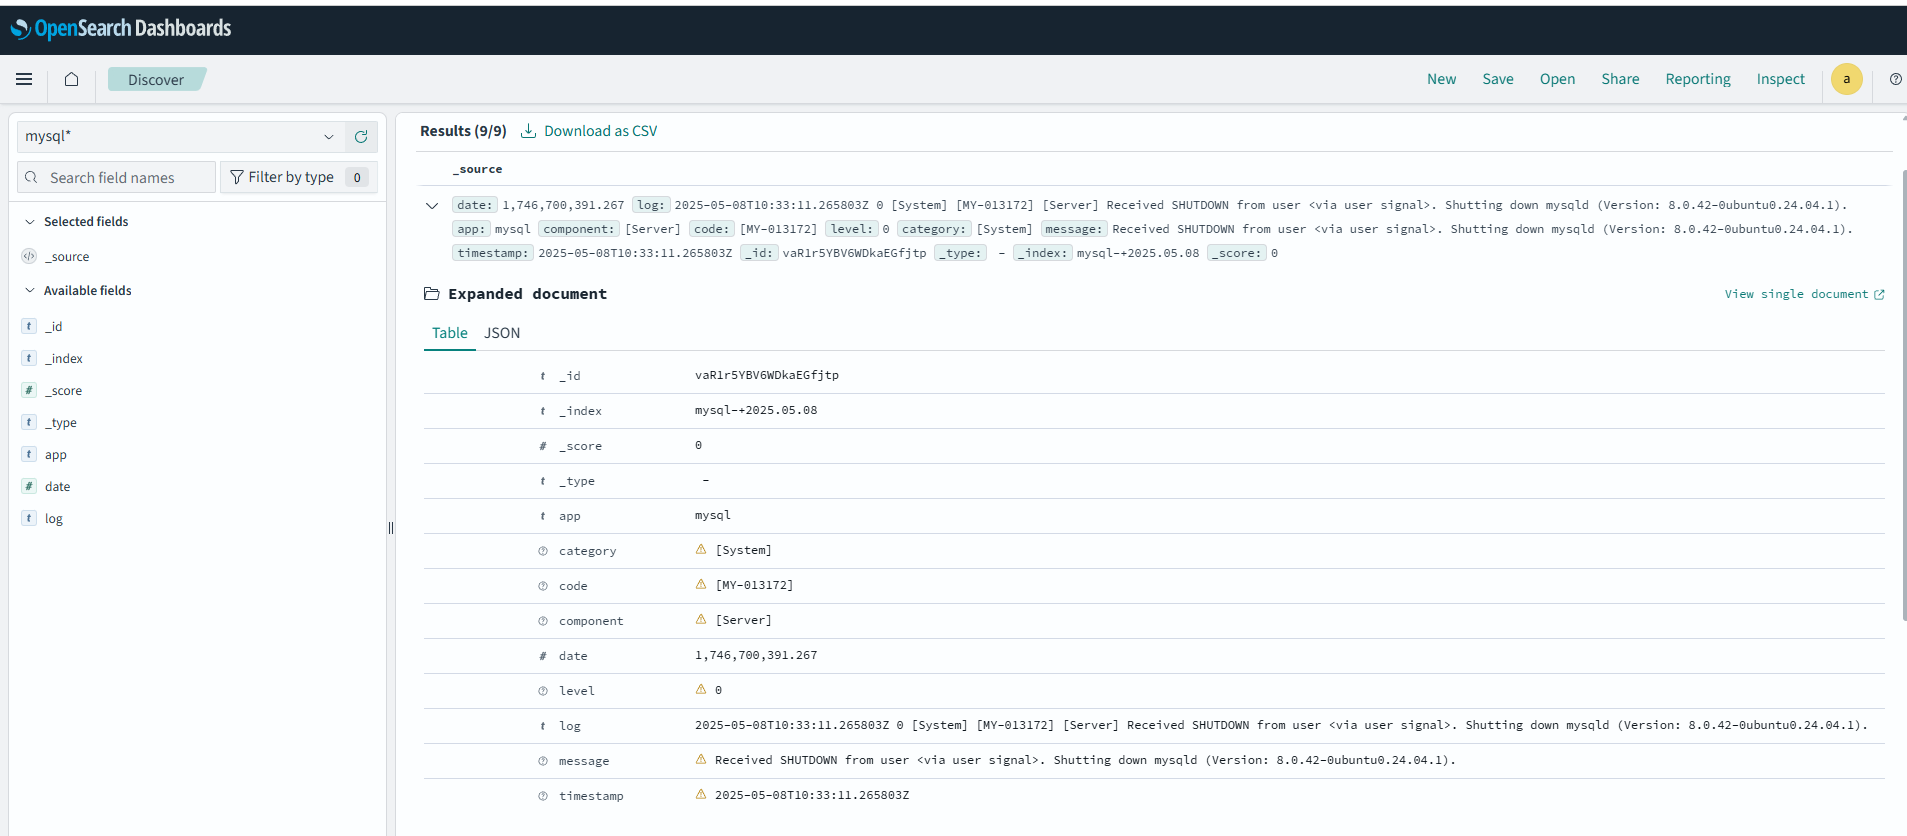 OpenSearch Dashboards
Discover
New Save Open Share Reporting Inspect a
mysql*
Search field names
Filter by type 0
Selected fields
_source
Available fields
t _id
t _index
# _score
t _type
t app
# date
t log
Results (9/9) Download as CSV
_source
date: 1,746,700,391.267 log: 2025-05-08T10:33:11.265803Z 0 [System] [MY-013172] [Server] Received SHUTDOWN from user <via user signal>. Shutting down mysqld (Version: 8.0.42-0ubuntu0.24.04.1).
app: mysql component: [Server] code: [MY-013172] level: 0 category: [System] message: Received SHUTDOWN from user <via user signal>. Shutting down mysqld (Version: 8.0.42-0ubuntu0.24.04.1).
timestamp: 2025-05-08T10:33:11.265803Z _id: vaR1r5YBV6WDkaEGfjtp _type: - _index: mysql-+2025.05.08 _score: 0
Expanded document View single document
Table JSON
t _id vaR1r5YBV6WDkaEGfjtp
t _index mysql-+2025.05.08
# _score 0
t _type -
t app mysql
? category [System]
? code [MY-013172]
? component [Server]
# date 1,746,700,391.267
? level 0
t log 2025-05-08T10:33:11.265803Z 0 [System] [MY-013172] [Server] Received SHUTDOWN from user <via user signal>. Shutting down mysqld (Version: 8.0.42-0ubuntu0.24.04.1).
? message Received SHUTDOWN from user <via user signal>. Shutting down mysqld (Version: 8.0.42-0ubuntu0.24.04.1).
? timestamp 2025-05-08T10:33:11.265803Z